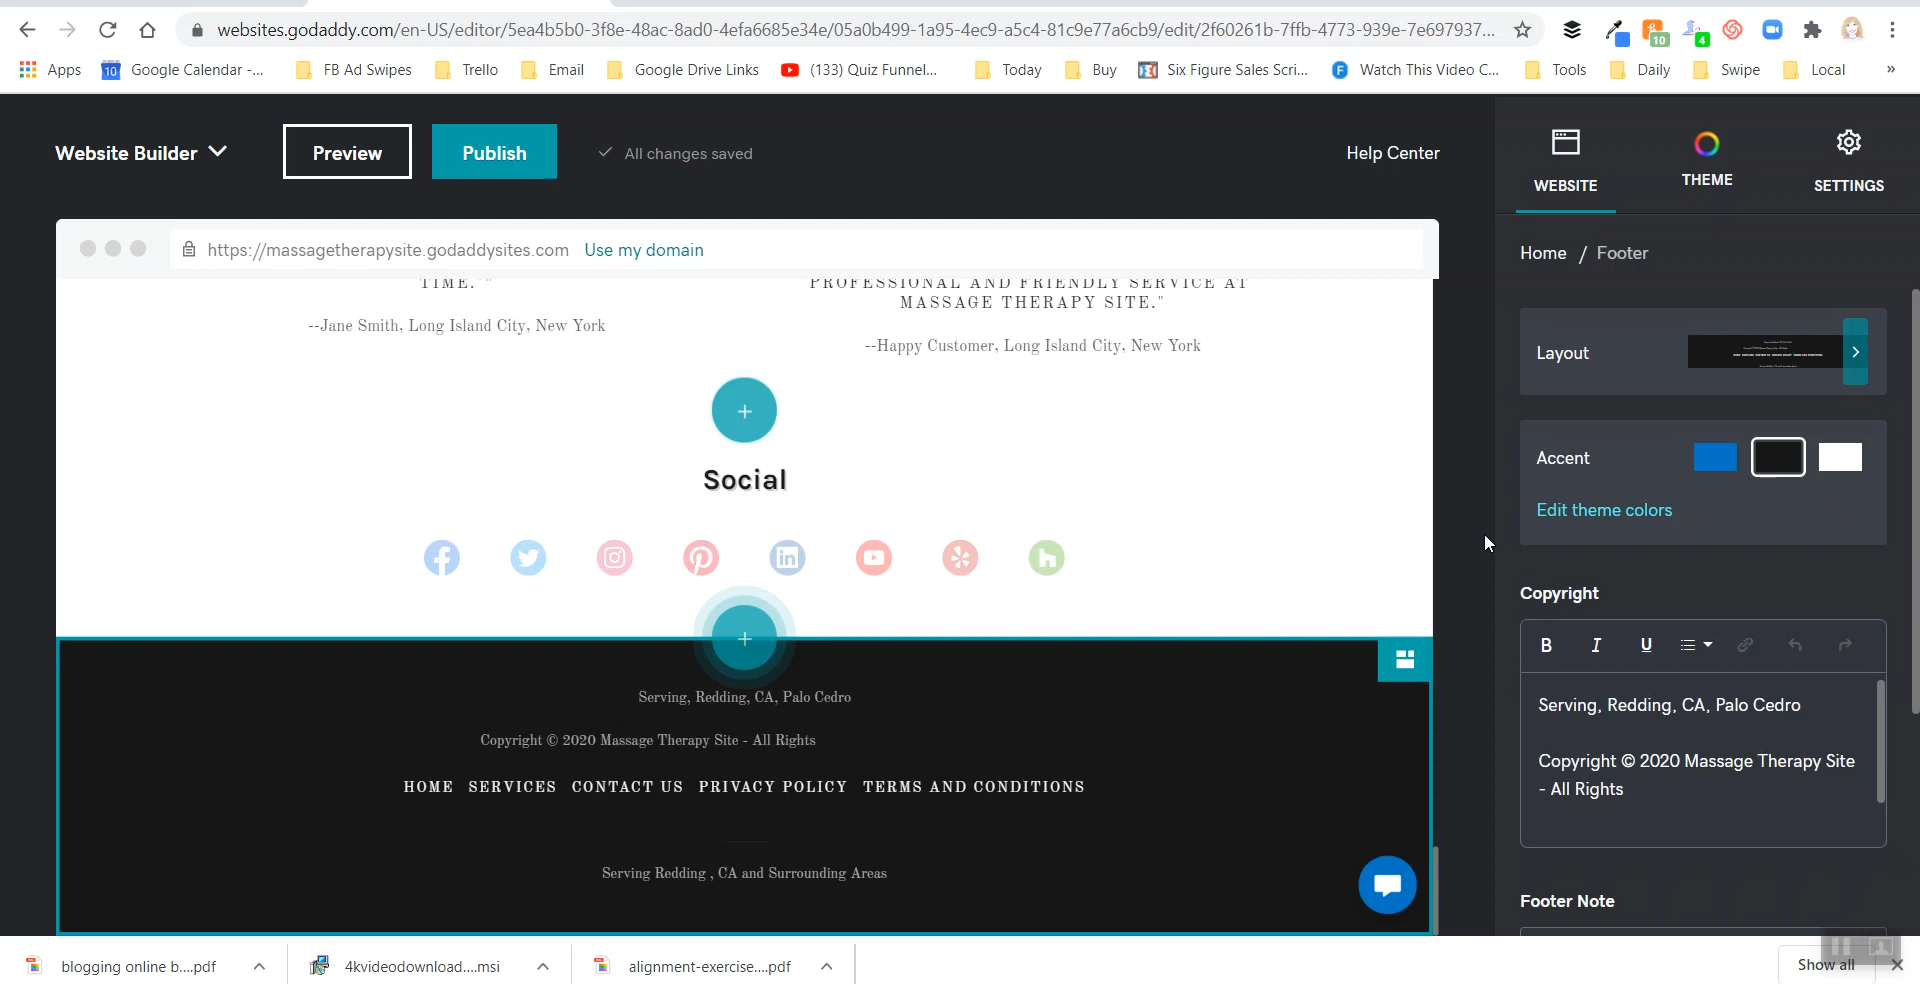 websites.godaddy.com/en-US/editor/5ea4b5b0-3f8e-48ac-8ad0-4efa6685e34e/05a0b499-1a95-4ec9-a5c4-81c9e77a6cb9/edit/2f60261b-7ffb-4773-939e-7e697937...
10
4
Apps
10
Google Calendar -...
FB Ad Swipes
Trello
Email
Google Drive Links
(133) Quiz Funnel...
Today
Buy
Six Figure Sales Scri...
Watch This Video C...
Tools
Daily
Swipe
Local
»
Website Builder
Preview
Publish
All changes saved
Help Center
WEBSITE
THEME
SETTINGS
https://massagetherapysite.godaddysites.com
Use my domain
Home / Footer
TIME." "
PROFESSIONAL AND FRIENDLY SERVICE AT
MASSAGE THERAPY SITE."
--Jane Smith, Long Island City, New York
--Happy Customer, Long Island City, New York
Layout
+
Accent
Edit theme colors
Social
+
Serving, Redding, CA, Palo Cedro
Copyright © 2020 Massage Therapy Site - All Rights
HOME SERVICES CONTACT US PRIVACY POLICY TERMS AND CONDITIONS
Serving Redding , CA and Surrounding Areas
Copyright
B I U
Serving, Redding, CA, Palo Cedro
Copyright © 2020 Massage Therapy Site
- All Rights
Footer Note
blogging online b....pdf
4kvideodownload....msi
alignment-exercise....pdf
Show all